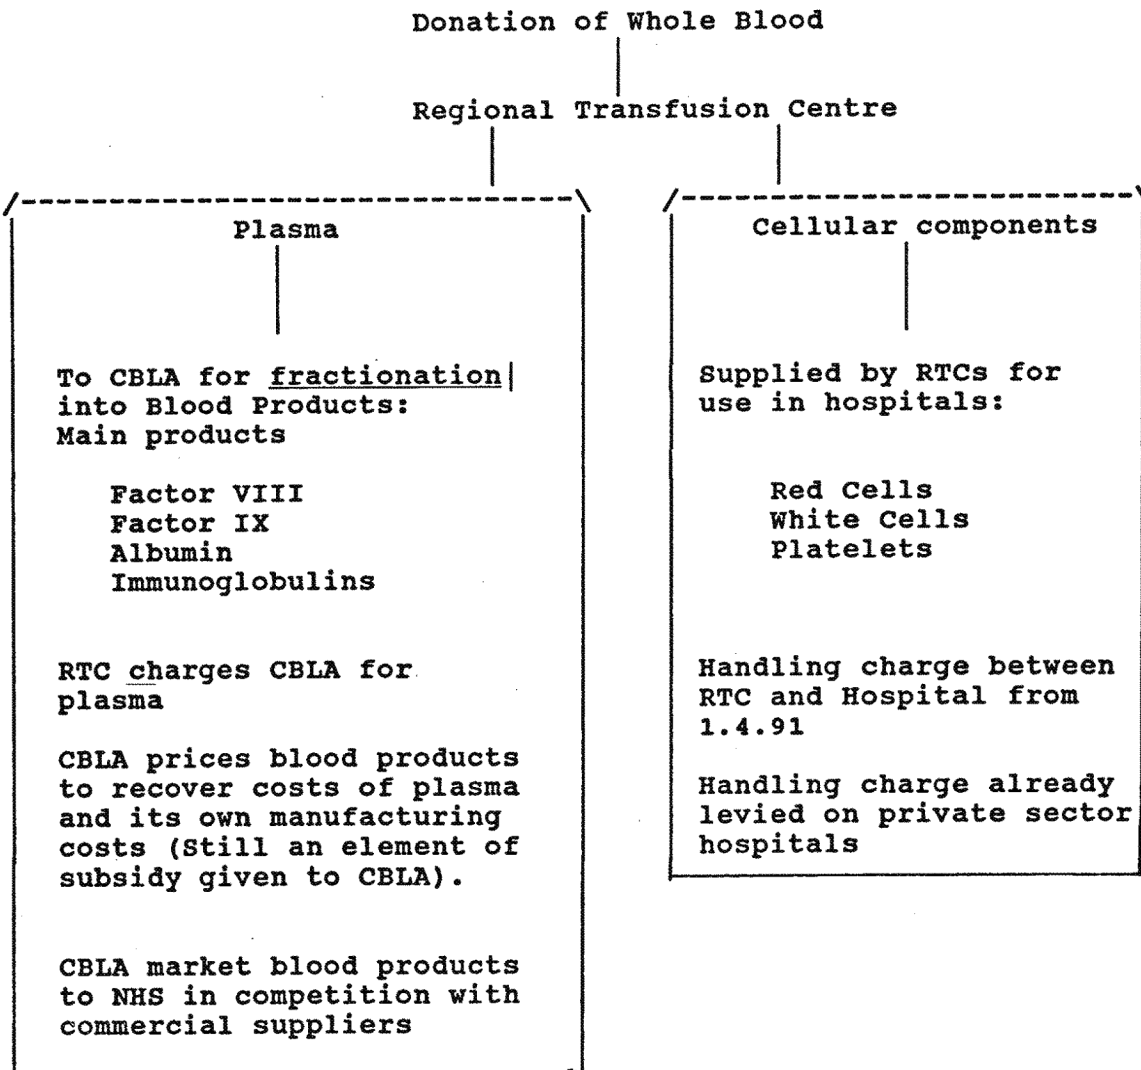 Donation of Whole Blood
Regional Transfusion Centre
Plasma
To CBLA for fractionation
into Blood Products:
Main products
Factor VIII
Factor IX
Albumin
Immunoglobulins
RTC charges CBLA for
plasma
CBLA prices blood products
to recover costs of plasma
and its own manufacturing
costs (Still an element of
subsidy given to CBLA).
CBLA market blood products
to NHS in competition with
commercial suppliers
Cellular components
Supplied by RTCs for
use in hospitals:
Red Cells
White Cells
Platelets
Handling charge between
RTC and Hospital from
1.4.91
Handling charge already
levied on private sector
hospitals